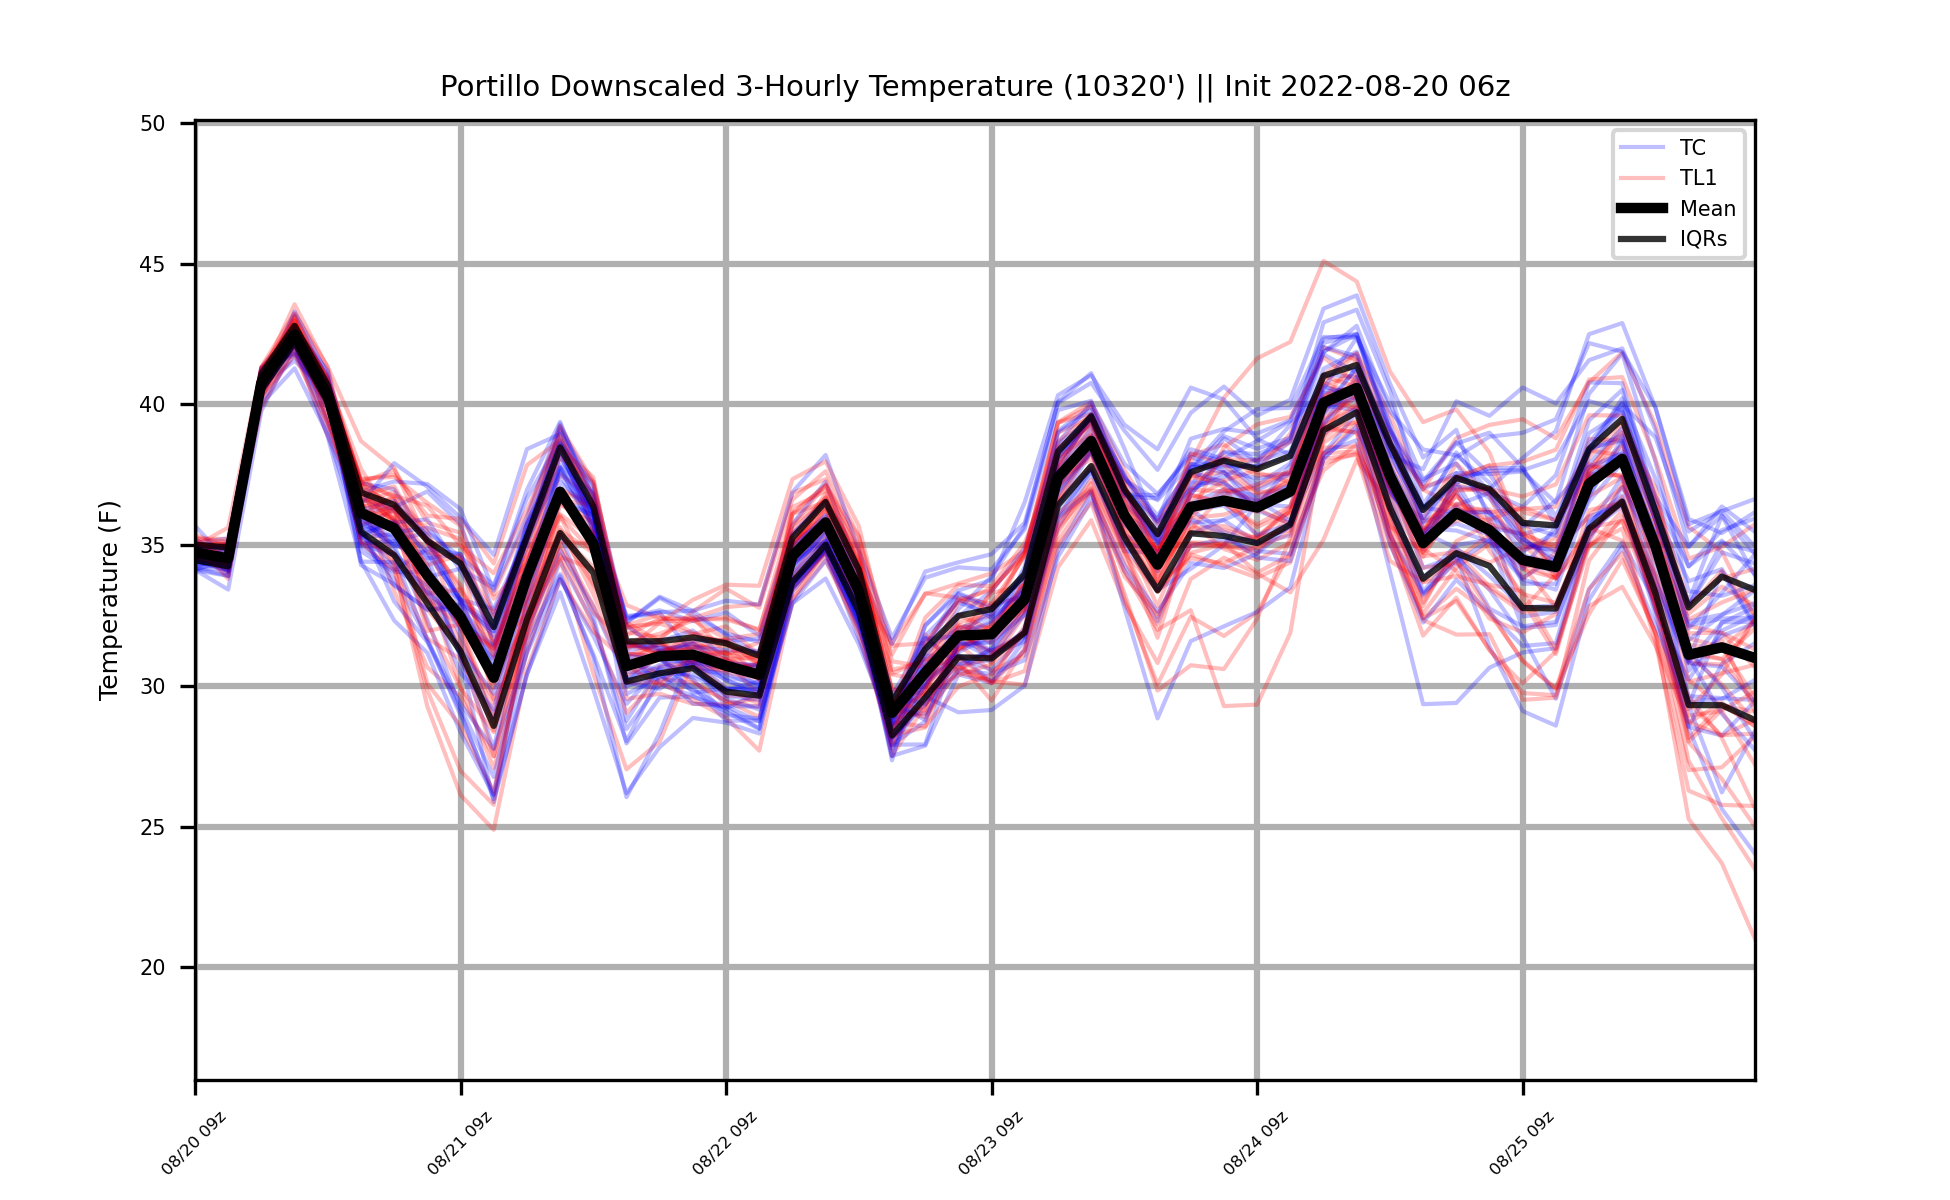 Portillo Downscaled 3-Hourly Temperature (10320') || Init 2022-08-20 06z
Temperature (F)
50
45
40
35
30
25
20
TC
TL1
Mean
IQRs
08/20 09z
08/21 09z
08/22 09z
08/23 09z
08/24 09z
08/25 09z